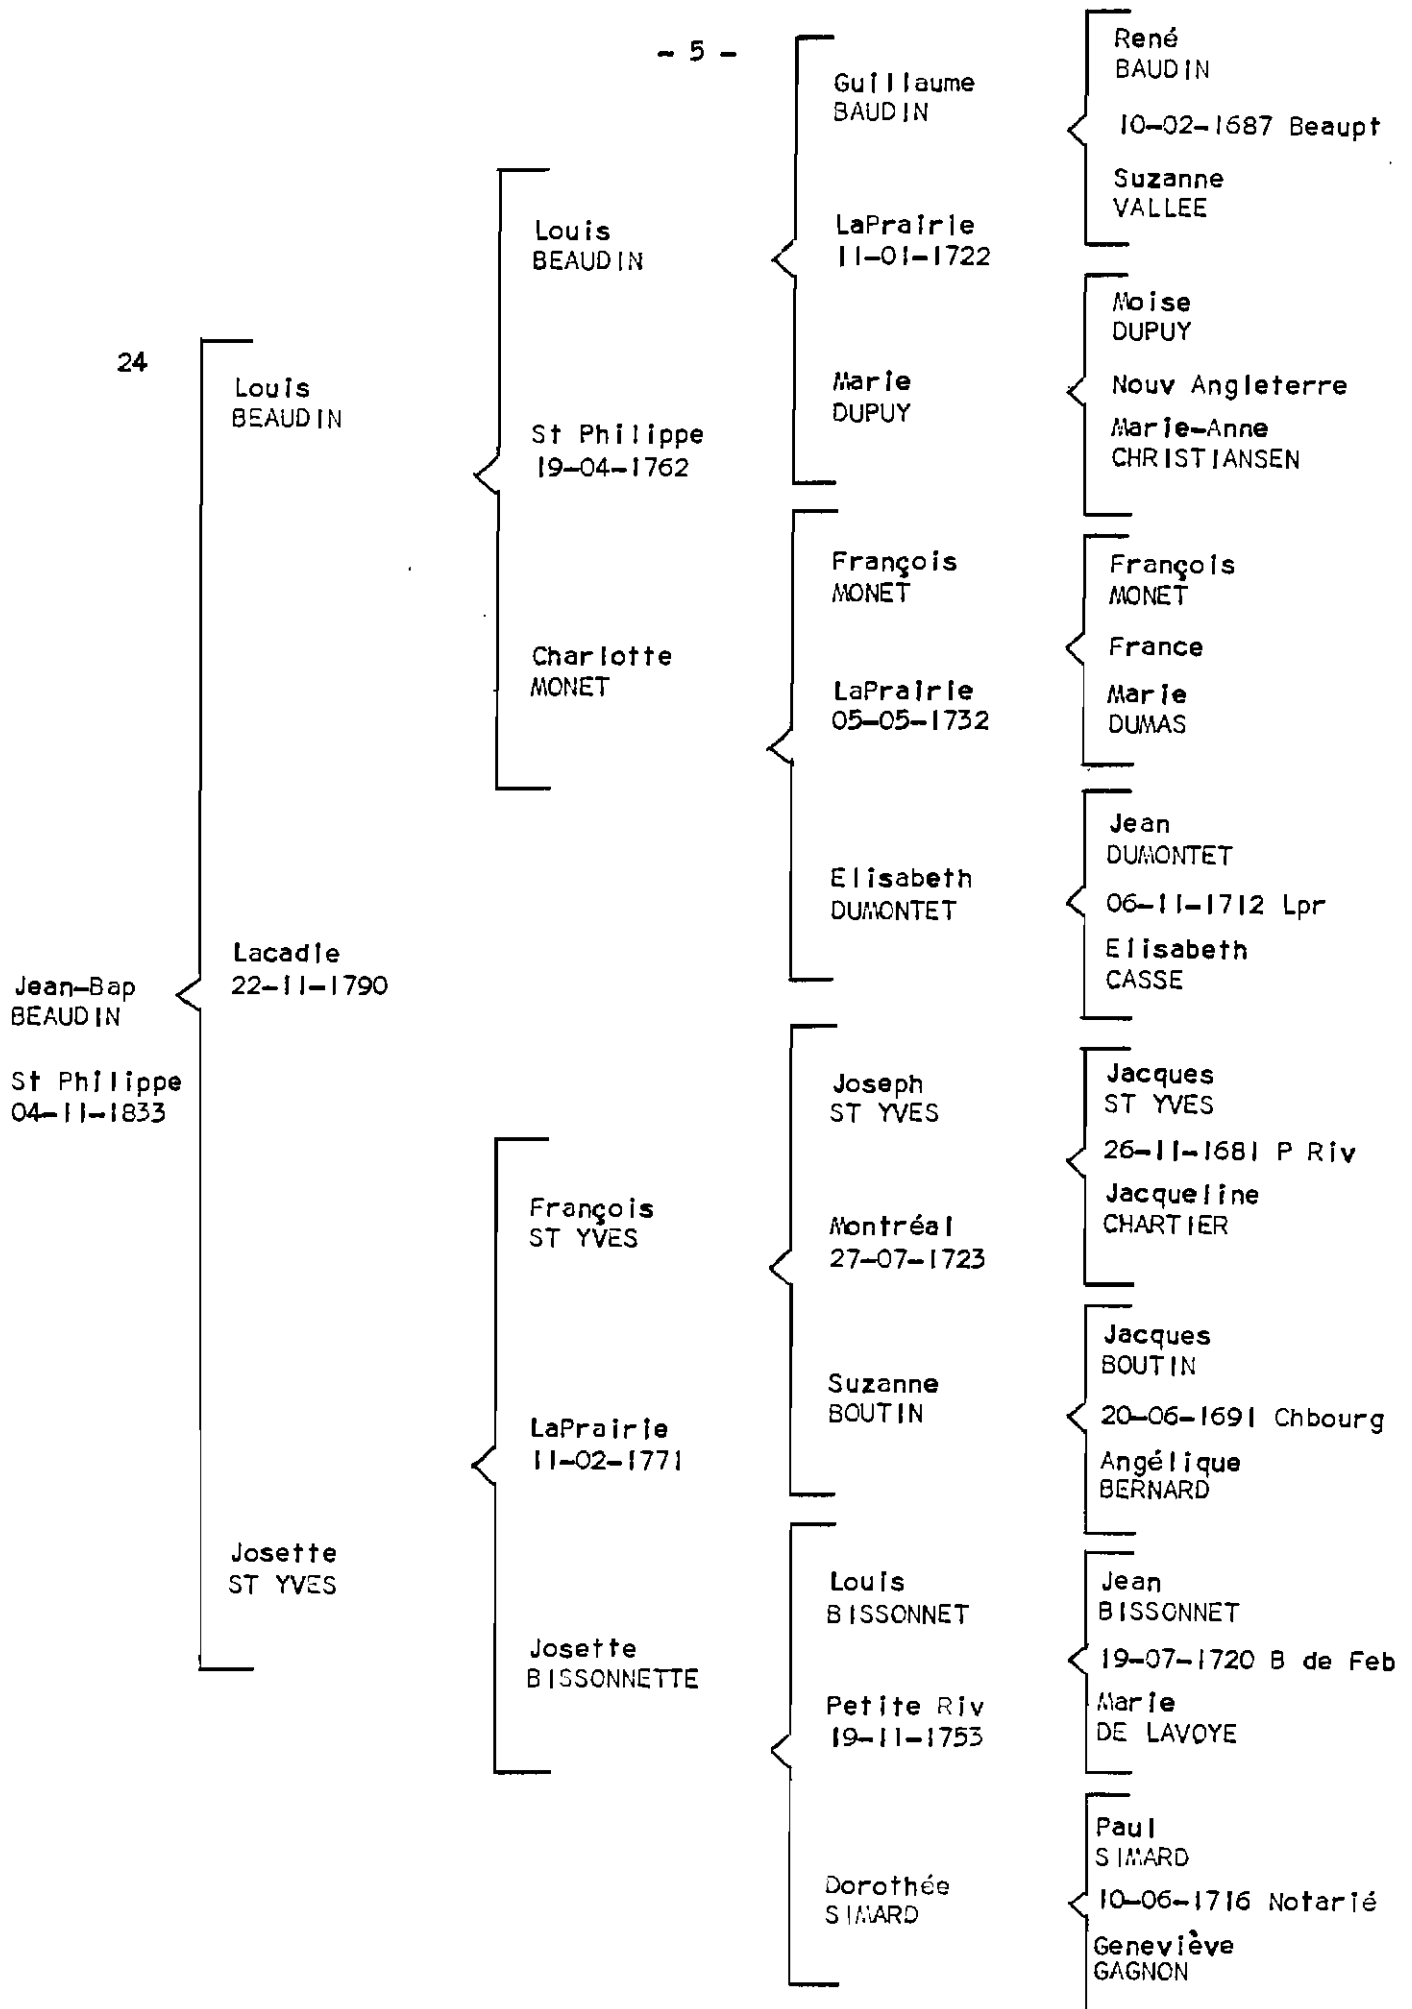 - 5 -
24
Jean-Bap
BEAUDIN
St Philippe
04-11-1833
Louis
BEAUDIN
Lacadie
22-11-1790
Josette
ST YVES
Louis
BEAUDIN
St Philippe
19-04-1762
Charlotte
MONET
François
ST YVES
LaPrairie
11-02-1771
Josette
BISSONNETTE
Guillaume
BAUDIN
LaPrairie
11-01-1722
Marie
DUPUY
François
MONET
LaPrairie
05-05-1732
Elisabeth
DUMONTET
Joseph
ST YVES
Montréal
27-07-1723
Suzanne
BOUTIN
Louis
BISSONNET
Petite Riv
19-11-1753
Dorothée
SIMARD
René
BAUDIN
10-02-1687 Beaupt
Suzanne
VALLEE
Moise
DUPUY
Nouv Angleterre
Marie-Anne
CHRISTIANSEN
François
MONET
France
Marie
DUMAS
Jean
DUMONTET
06-11-1712 Lpr
Elisabeth
CASSE
Jacques
ST YVES
26-11-1681 P Riv
Jacqueline
CHARTIER
Jacques
BOUTIN
20-06-1691 Chbourg
Angélique
BERNARD
Jean
BISSONNET
19-07-1720 B de Feb
Marie
DE LAVOYE
Paul
SIMARD
10-06-1716 Notarié
Geneviève
GAGNON